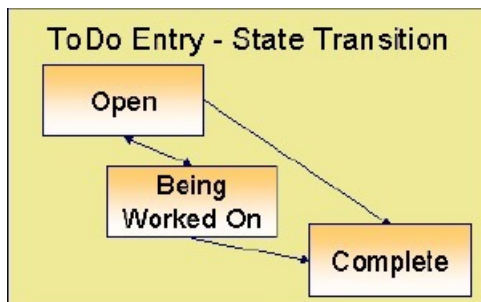 ToDo Entry - State Transition
Open
Being
Worked On
Complete